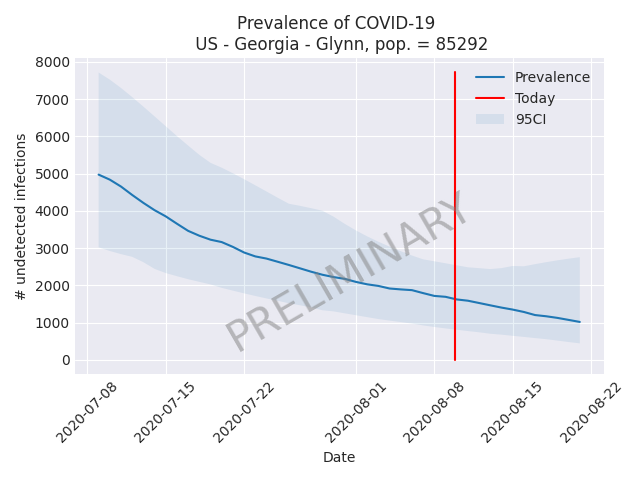 Prevalence of COVID-19
US - Georgia - Glynn, pop. = 85292
# undetected infections
8000
7000
6000
5000
4000
3000
2000
1000
0
Prevalence
Today
95CI
PRELIMINARY
2020-07-08
2020-07-15
2020-07-22
2020-08-01
2020-08-08
2020-08-15
2020-08-22
Date